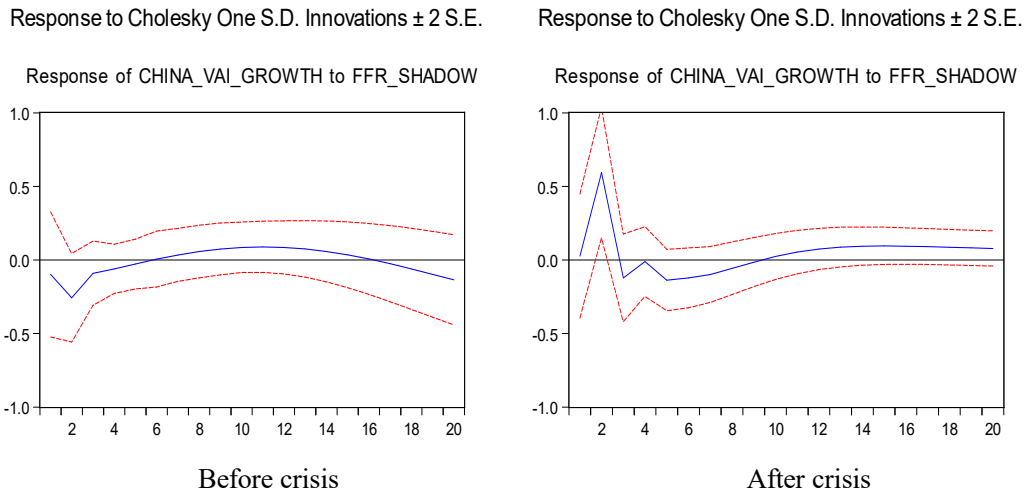 Response to Cholesky One S.D. Innovations ± 2 S.E.
Response of CHINA_VAI_GROWTH to FFR_SHADOW
1.0
0.5
0.0
-0.5
-1.0
2 4 6 8 10 12 14 16 18 20
Before crisis
Response to Cholesky One S.D. Innovations ± 2 S.E.
Response of CHINA_VAI_GROWTH to FFR_SHADOW
1.0
0.5
0.0
-0.5
-1.0
2 4 6 8 10 12 14 16 18 20
After crisis